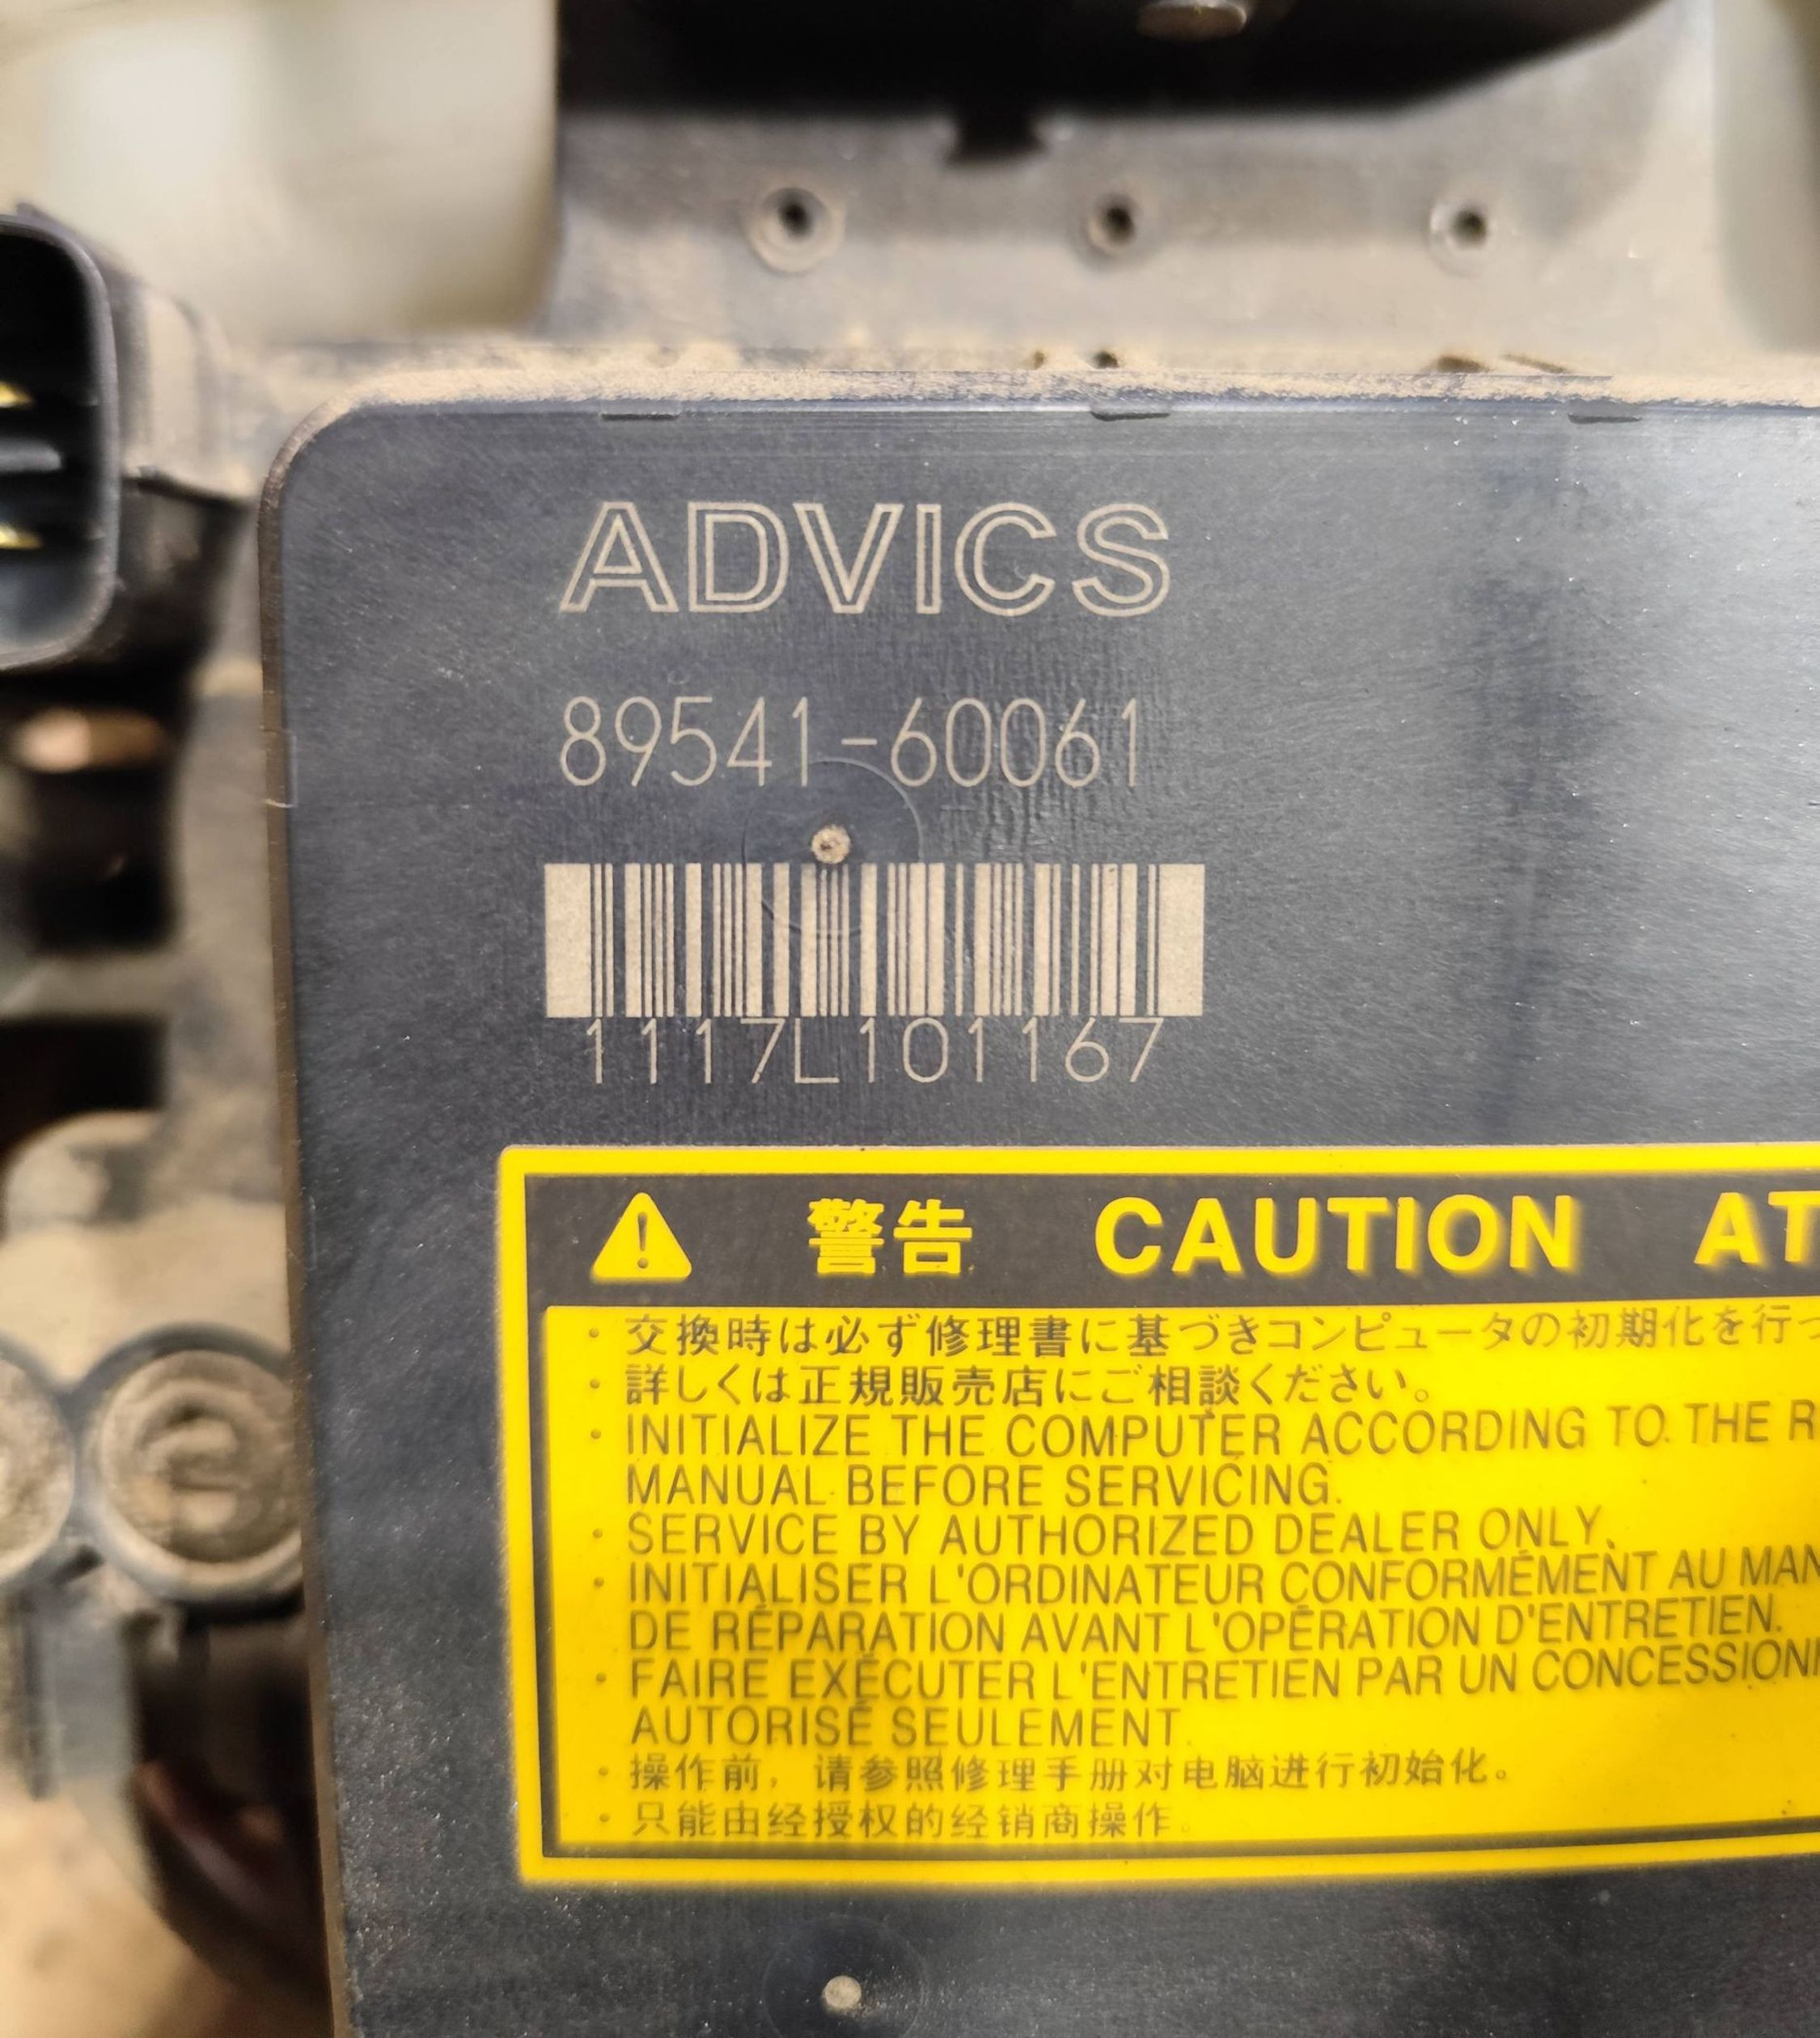 ADVICS
89541-60061
1117L101167
警告 CAUTION AT
・交換時は必ず修理書に基づきコンピュータの初期化を行っ
・詳しくは正規販売店にご相談ください。
・INITIALIZE THE COMPUTER ACCORDING TO THE R
MANUAL BEFORE SERVICING.
・SERVICE BY AUTHORIZED DEALER ONLY.
・INITIALISER L'ORDINATEUR CONFORMÉMENT AU MAN
DE RÉPARATION AVANT L'OPÉRATION D'ENTRETIEN.
・FAIRE EXÉCUTER L'ENTRETIEN PAR UN CONCESSIONN
AUTORISÉ SEULEMENT.
・操作前，请参照修理手册对电脑进行初始化。
・只能由经授权的经销商操作。